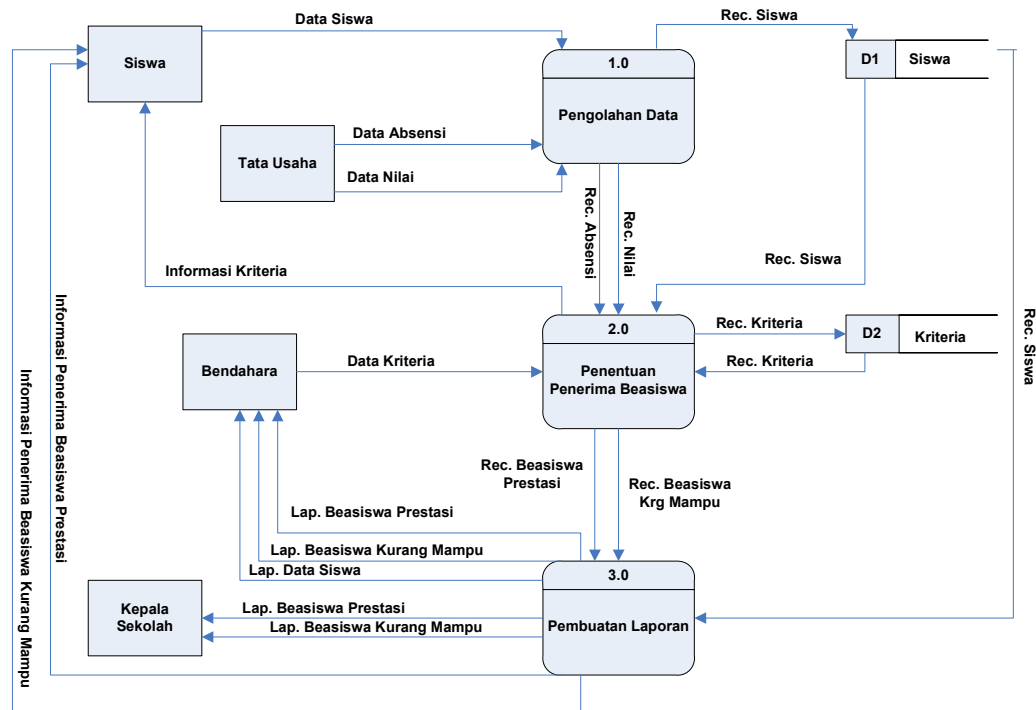 Data Siswa
Rec. Siswa
Siswa
1.0
Pengolahan Data
D1
Siswa
Tata Usaha
Data Absensi
Data Nilai
Rec. Absensi
Rec. Nilai
Rec. Siswa
Informasi Kriteria
2.0
Penentuan
Penerima Beasiswa
Rec. Kriteria
Rec. Kriteria
D2
Kriteria
Rec. Siswa
Bendahara
Data Kriteria
Informasi Penerima Beasiswa Kurang Mampu
Informasi Penerima Beasiswa Prestasi
Rec. Beasiswa
Prestasi
Rec. Beasiswa
Krg Mampu
Lap. Beasiswa Prestasi
Lap. Beasiswa Kurang Mampu
Lap. Data Siswa
3.0
Pembuatan Laporan
Kepala
Sekolah
Lap. Beasiswa Prestasi
Lap. Beasiswa Kurang Mampu